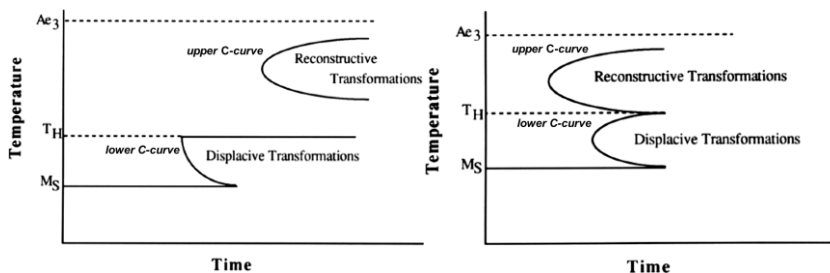 Ae3
upper C-curve
Reconstructive
Transformations
Temperature
TH
lower C-curve
Displacive Transformations
MS
Time
Ae3
upper C-curve
Reconstructive Transformations
Temperature
TH
lower C-curve
Displacive Transformations
MS
Time